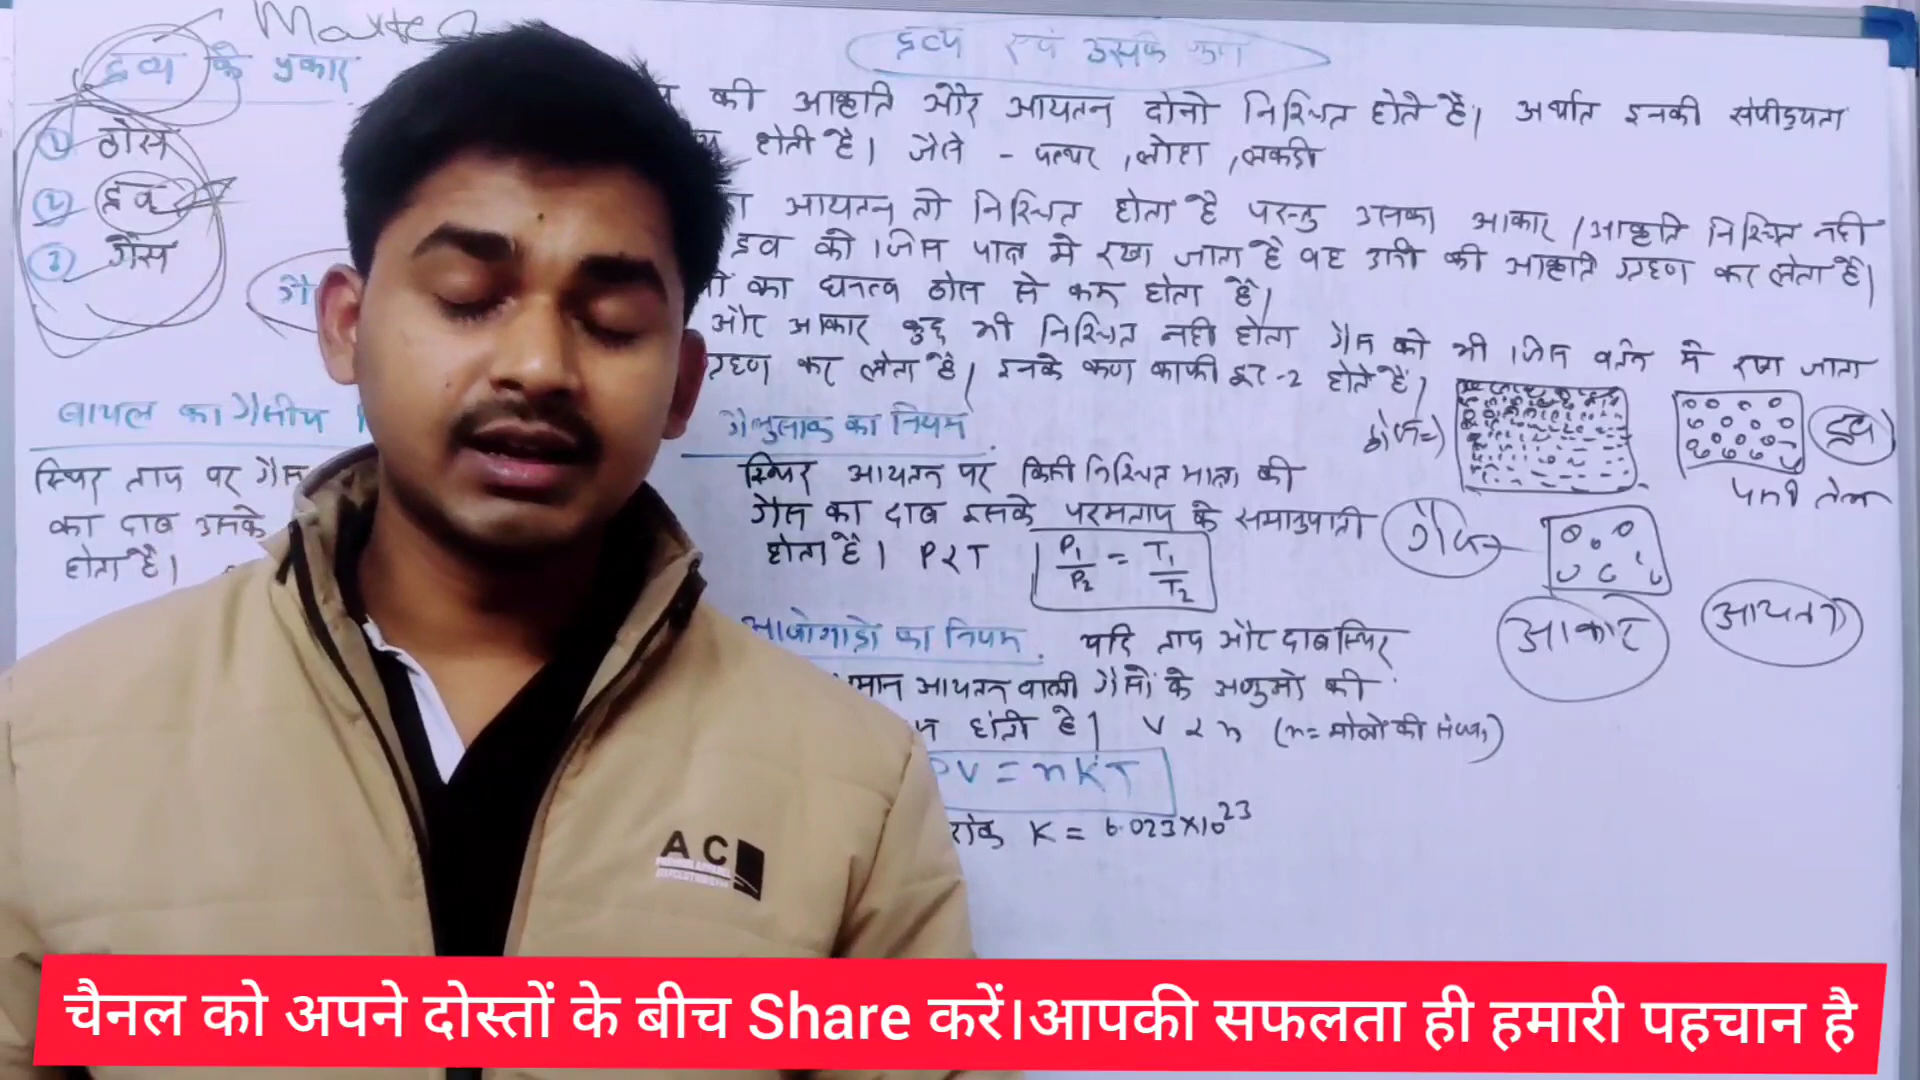 द्रव्य के प्रकार
① ठोस
② द्रव
③ गैस
द्रव्य एवं उसके कण
की आकृति और आयतन दोनो निश्चित होते हैं। अर्थात इनकी संपीड्यता
होती है। जैसे - पत्थर, लोहा, लकड़ी
आयतन तो निश्चित होता है परन्तु उसका आकार / आकृति निश्चित नही
द्रव को जिस पात्र मे रखा जाता है वह उसी की आकृति ग्रहण कर लेता है।
का घनत्व ठोस से कम होता है।
और आकार कुछ भी निश्चित नही होता गैस को भी जिस बर्तन मे रखा जाता
ग्रहण कर लेता है। इनके कण काफी दूर-2 होते हैं।
ठोस⇒
द्रव
पानी तेल
गैस→
आकार
आयतन
बायल का गैसीय
स्थिर ताप पर गैस
का दाब उसके
होता है।
गैलुसाक का नियम
स्थिर आयतन पर किसी निश्चित मात्रा की
गैस का दाब इसके परमताप के समानुपाती
होता है। P ∝ T P₁/P₂ = T₁/T₂
आवोगाद्रो का नियम. यदि ताप और दाब स्थिर
आयतन वाली गैसों के अणुओ की
होती है। V ∝ n (n = मोलों की संख्या)
PV = nKT
K = 6.023×10²³
AC
चैनल को अपने दोस्तों के बीच Share करें।आपकी सफलता ही हमारी पहचान है